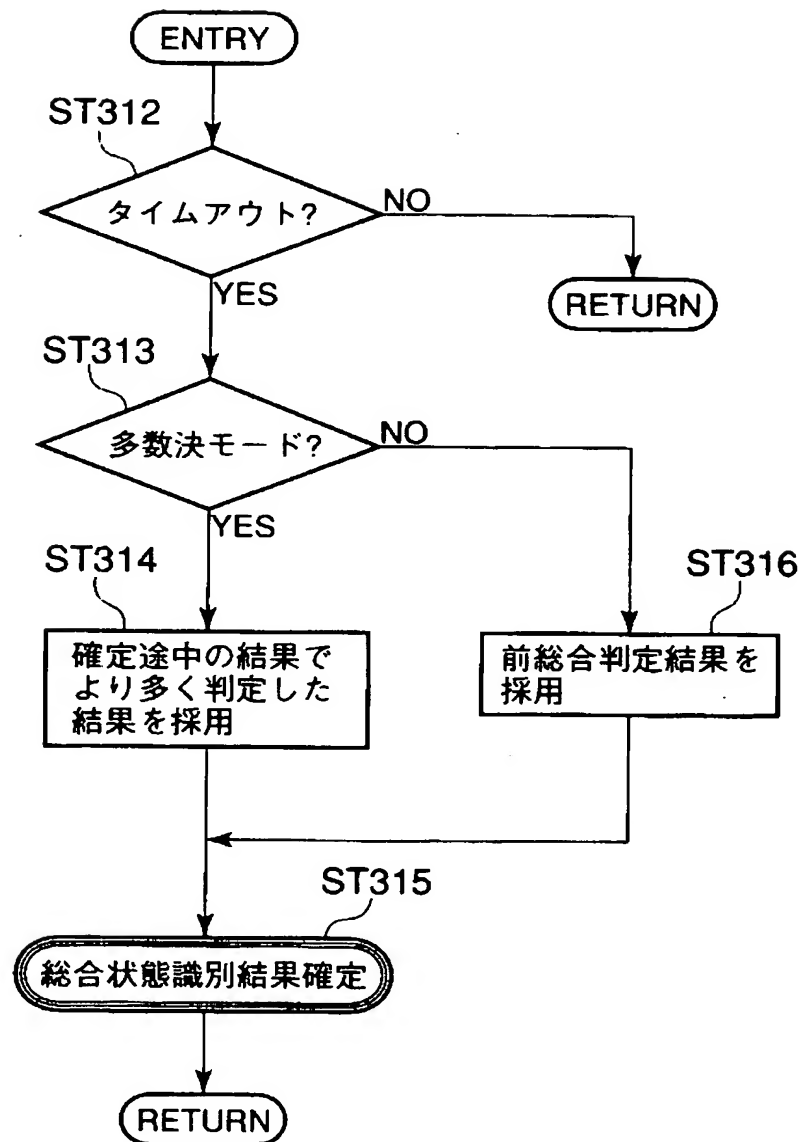 ENTRY
ST312
タイムアウト?
NO
YES
RETURN
ST313
多数決モード?
NO
YES
ST314
確定途中の結果で
より多く判定した
結果を採用
ST316
前総合判定結果を
採用
ST315
総合状態識別結果確定
RETURN